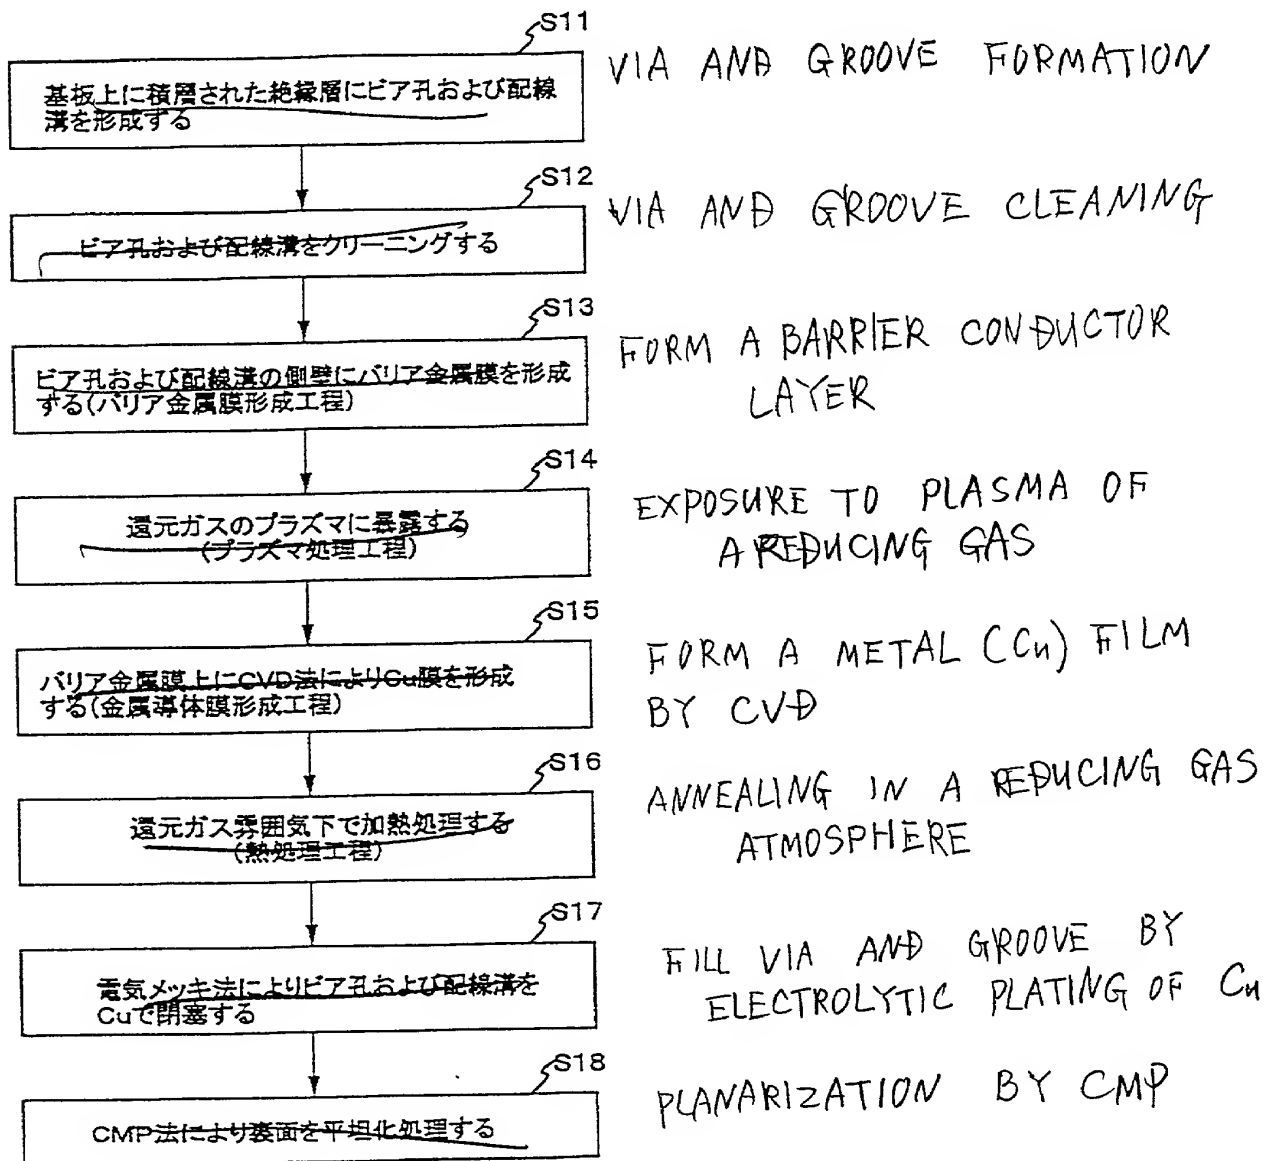 S11
VIA AND GROOVE FORMATION
基板上に積層された絶縁層にビア孔および配線
溝を形成する
S12
VIA AND GROOVE CLEANING
ビア孔および配線溝をクリーニングする
S13
FORM A BARRIER CONDUCTOR
LAYER
ビア孔および配線溝の側壁にバリア金属膜を形成
する(バリア金属膜形成工程)
S14
EXPOSURE TO PLASMA OF
A REDUCING GAS
還元ガスのプラズマに暴露する
(プラズマ処理工程)
S15
FORM A METAL (Cu) FILM
BY CVD
バリア金属膜上にCVD法によりCu膜を形成
する(金属導体膜形成工程)
S16
ANNEALING IN A REDUCING GAS
ATMOSPHERE
還元ガス雰囲気下で加熱処理する
(熱処理工程)
S17
FILL VIA AND GROOVE BY
ELECTROLYTIC PLATING OF Cu
電気メッキ法によりビア孔および配線溝を
Cuで閉塞する
S18
PLANARIZATION BY CMP
CMP法により裏面を平坦化処理する